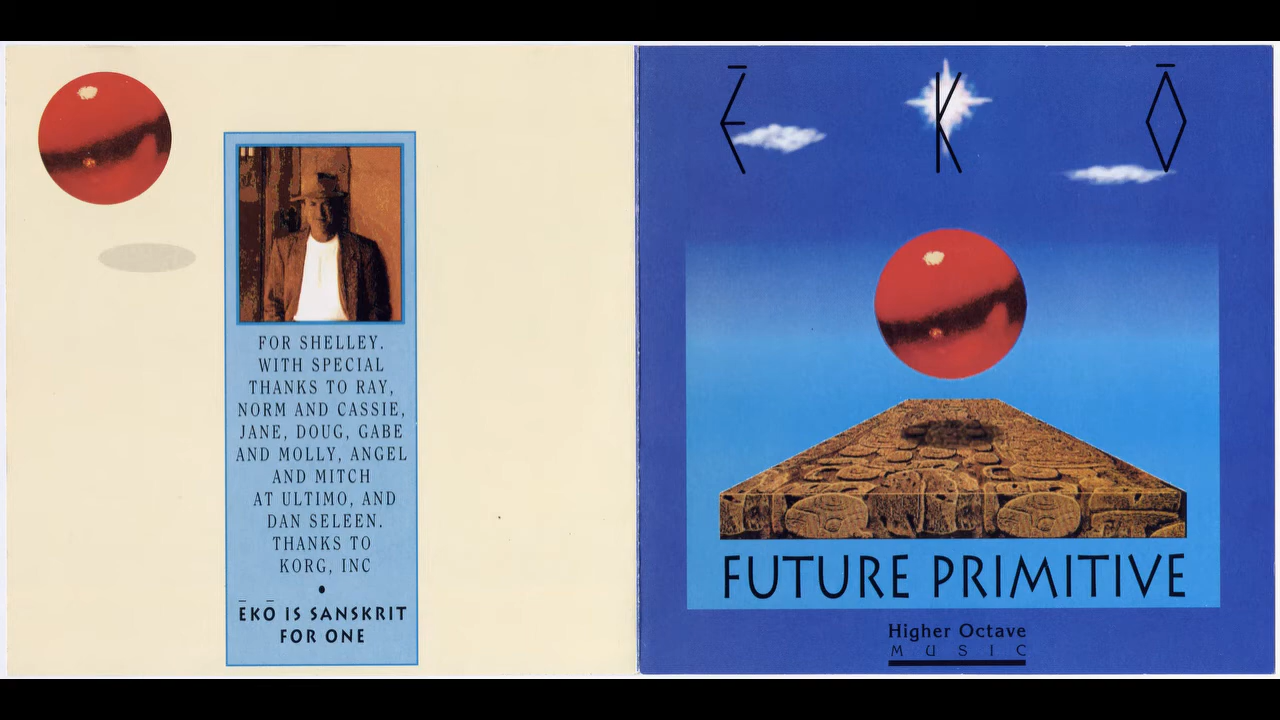 FOR SHELLEY.
WITH SPECIAL
THANKS TO RAY,
NORM AND CASSIE,
JANE, DOUG, GABE
AND MOLLY, ANGEL
AND MITCH
AT ULTIMO, AND
DAN SELEEN.
THANKS TO
KORG, INC
•
ĒKŌ IS SANSKRIT
FOR ONE
ĒKŌ
FUTURE PRIMITIVE
Higher Octave
MUSIC